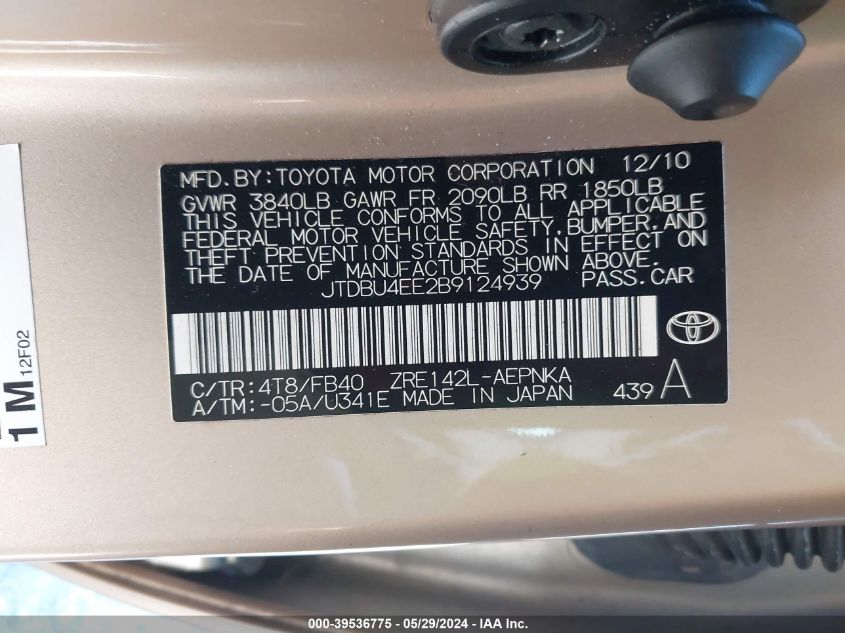 MFD. BY: TOYOTA MOTOR CORPORATION 12/10
GVWR 3840LB GAWR FR 2090LB RR 1850LB
THIS VEHICLE CONFORMS TO ALL APPLICABLE
FEDERAL MOTOR VEHICLE SAFETY, BUMPER, AND
THEFT PREVENTION STANDARDS IN EFFECT ON
THE DATE OF MANUFACTURE SHOWN ABOVE.
JTDBU4EE2B9124939 PASS. CAR
C/TR: 4T8/FB40 ZRE142L-AEPNKA
A/TM: -05A/U341E MADE IN JAPAN 439 A
1 M 12F02
000-39536775 - 05/29/2024 - IAA Inc.